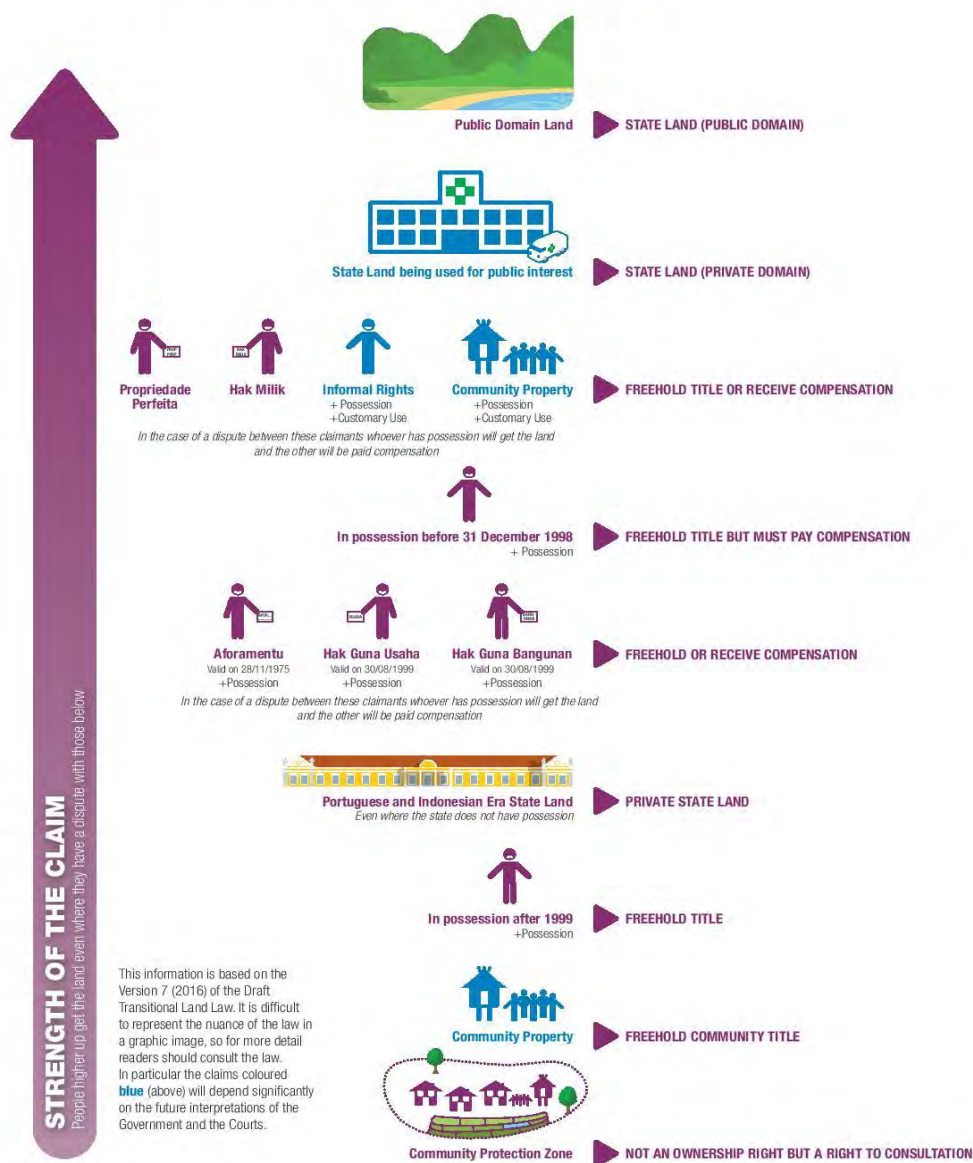 Public Domain Land
STATE LAND (PUBLIC DOMAIN)
State Land being used for public interest
STATE LAND (PRIVATE DOMAIN)
Propriedade
Perfeita
Hak Milik
Informal Rights
+ Possession
+Customary Use
Community Property
+Possession
+Customary Use
FREEHOLD TITLE OR RECEIVE COMPENSATION
In the case of a dispute between these claimants whoever has possession will get the land
and the other will be paid compensation
In possession before 31 December 1998
+ Possession
FREEHOLD TITLE BUT MUST PAY COMPENSATION
Aforamentu
Valid on 28/11/1975
+Possession
Hak Guna Usaha
Valid on 30/08/1999
+Possession
Hak Guna Bangunan
Valid on 30/08/1999
+Possession
FREEHOLD OR RECEIVE COMPENSATION
In the case of a dispute between these claimants whoever has possession will get the land
and the other will be paid compensation
Portuguese and Indonesian Era State Land
Even where the state does not have possession
PRIVATE STATE LAND
In possession after 1999
+Possession
FREEHOLD TITLE
Community Property
FREEHOLD COMMUNITY TITLE
Community Protection Zone
NOT AN OWNERSHIP RIGHT BUT A RIGHT TO CONSULTATION
STRENGTH OF THE CLAIM
People higher up get the land even where they have a dispute with those below
This information is based on the
Version 7 (2016) of the Draft
Transitional Land Law. It is difficult
to represent the nuance of the law in
a graphic image, so for more detail
readers should consult the law.
In particular the claims coloured
blue (above) will depend significantly
on the future interpretations of the
Government and the Courts.